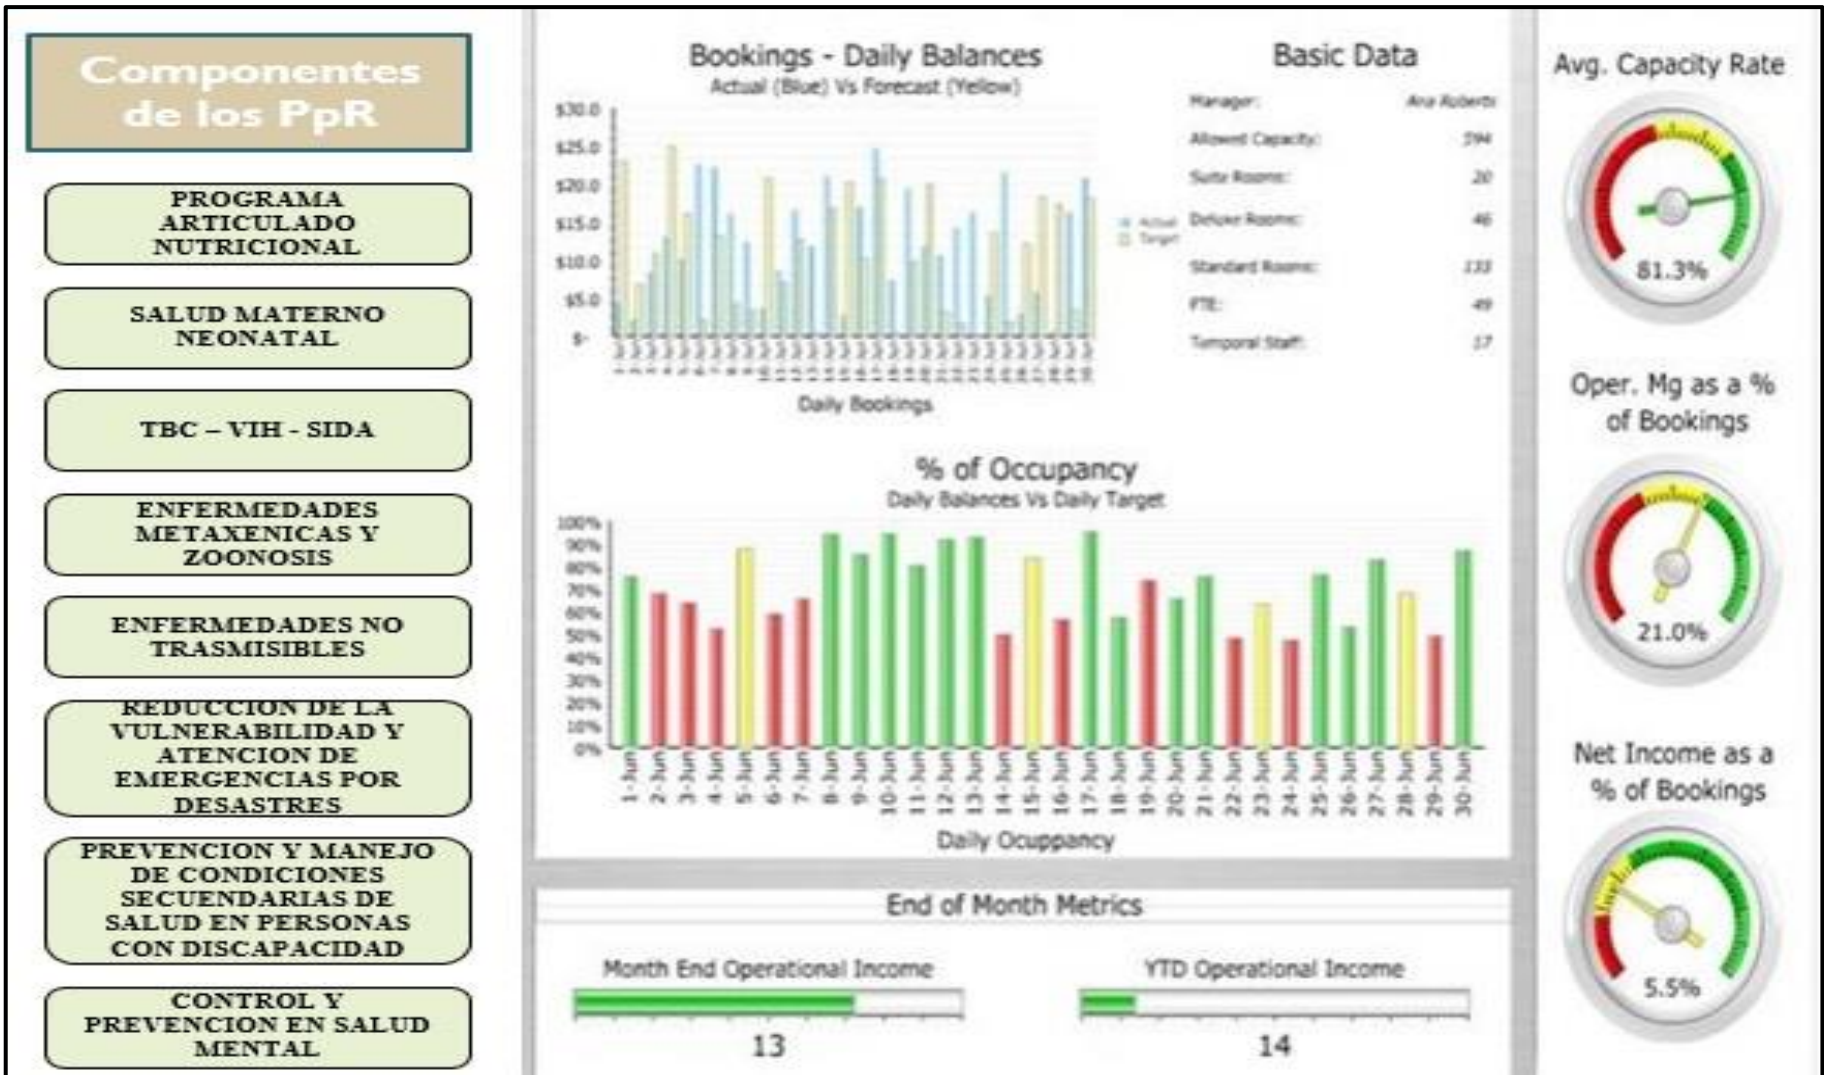 Componentes
de los PpR
PROGRAMA
ARTICULADO
NUTRICIONAL
SALUD MATERNO
NEONATAL
TBC – VIH - SIDA
ENFERMEDADES
METAXENICAS Y
ZOONOSIS
ENFERMEDADES NO
TRASMISIBLES
REDUCCION DE LA
VULNERABILIDAD Y
ATENCION DE
EMERGENCIAS POR
DESASTRES
PREVENCION Y MANEJO
DE CONDICIONES
SECUENDARIAS DE
SALUD EN PERSONAS
CON DISCAPACIDAD
CONTROL Y
PREVENCION EN SALUD
MENTAL
Bookings - Daily Balances
Actual (Blue) Vs Forecast (Yellow)
$30.0
$25.0
$20.0
$15.0
$10.0
$5.0
$-
Actual
Target
Daily Bookings
Basic Data
Manager: Ana Roberts
Allowed Capacity: 594
Suite Rooms: 20
Deluxe Rooms: 46
Standard Rooms: 133
FTE: 49
Temporal Staff: 17
% of Occupancy
Daily Balances Vs Daily Target
100%
90%
80%
70%
60%
50%
40%
30%
20%
10%
0%
1-Jun 2-Jun 3-Jun 4-Jun 5-Jun 6-Jun 7-Jun 8-Jun 9-Jun 10-Jun 11-Jun 12-Jun 13-Jun 14-Jun 15-Jun 16-Jun 17-Jun 18-Jun 19-Jun 20-Jun 21-Jun 22-Jun 23-Jun 24-Jun 25-Jun 26-Jun 27-Jun 28-Jun 29-Jun 30-Jun
Daily Ocuppancy
End of Month Metrics
Month End Operational Income
13
YTD Operational Income
14
Avg. Capacity Rate
81.3%
Oper. Mg as a %
of Bookings
21.0%
Net Income as a
% of Bookings
5.5%